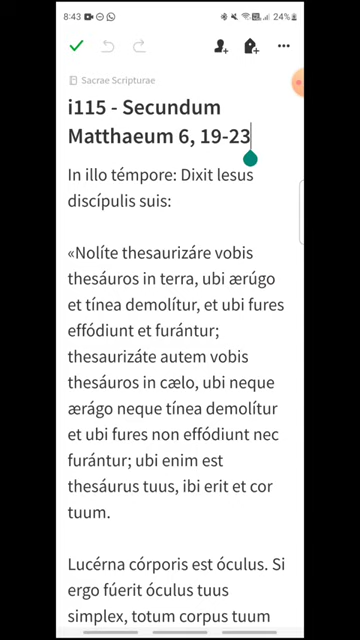 8:43
24%
Sacrae Scripturae
i115 - Secundum
Matthaeum 6, 19-23
In illo témpore: Dixit Iesus
discípulis suis:
«Nolíte thesaurizáre vobis
thesáuros in terra, ubi ærúgo
et tínea demolítur, et ubi fures
effódiunt et furántur;
thesaurizáte autem vobis
thesáuros in cælo, ubi neque
ærágo neque tínea demolítur
et ubi fures non effódiunt nec
furántur; ubi enim est
thesáurus tuus, ibi erit et cor
tuum.
Lucérna córporis est óculus. Si
ergo fúerit óculus tuus
simplex, totum corpus tuum